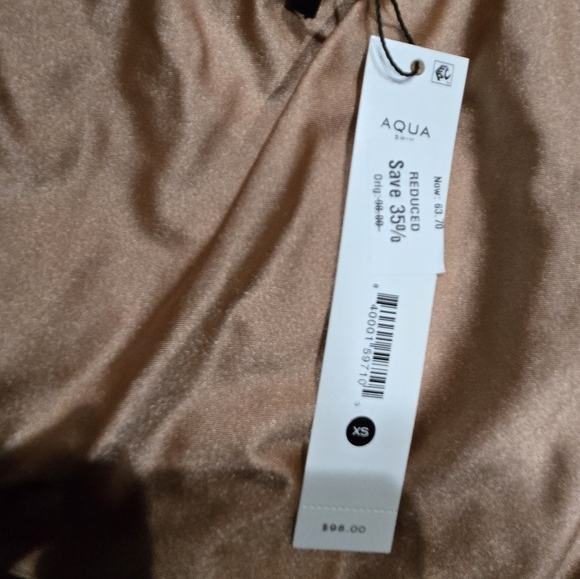 AQUA
Swim
REDUCED
Save 35%
Orig: 98.00
Now: 63.70
XS
$98.00